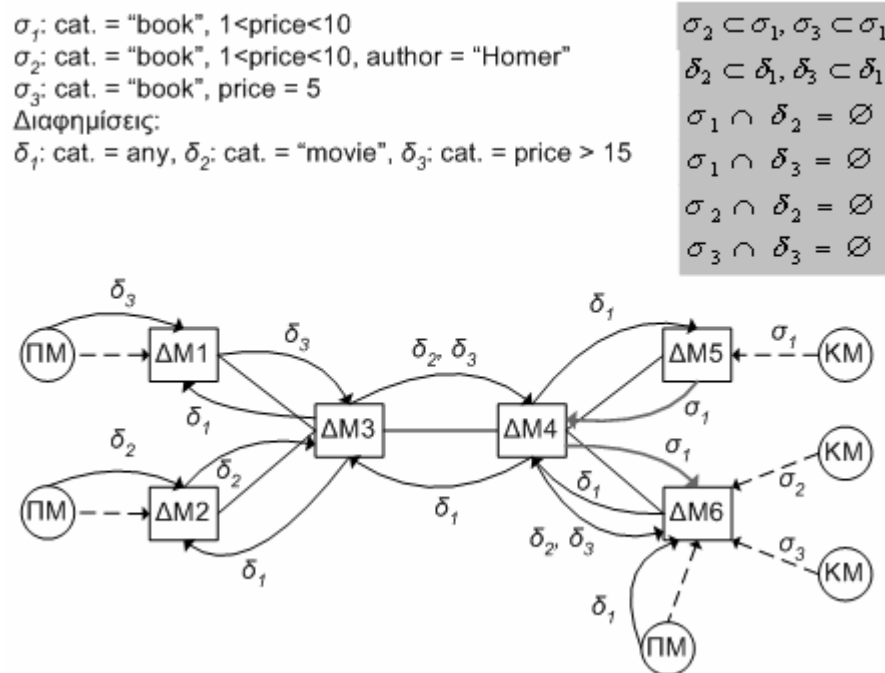 σ1: cat. = “book”, 1<price<10
σ2: cat. = “book”, 1<price<10, author = “Homer”
σ3: cat. = “book”, price = 5
Διαφημίσεις:
δ1: cat. = any, δ2: cat. = “movie”, δ3: cat. = price > 15
σ2 ⊂ σ1, σ3 ⊂ σ1
δ2 ⊂ δ1, δ3 ⊂ δ1
σ1 ∩ δ2 = ∅
σ1 ∩ δ3 = ∅
σ2 ∩ δ2 = ∅
σ3 ∩ δ3 = ∅
δ3
δ1
ΠΜ
ΔΜ1
δ3
δ2, δ3
ΔΜ5
σ1
ΚΜ
δ1
σ1
ΔΜ3
ΔΜ4
δ2
σ1
ΚΜ
δ2
δ1
δ1
σ2
ΠΜ
ΔΜ2
ΔΜ6
δ2, δ3
σ3
δ1
ΚΜ
δ1
ΠΜ